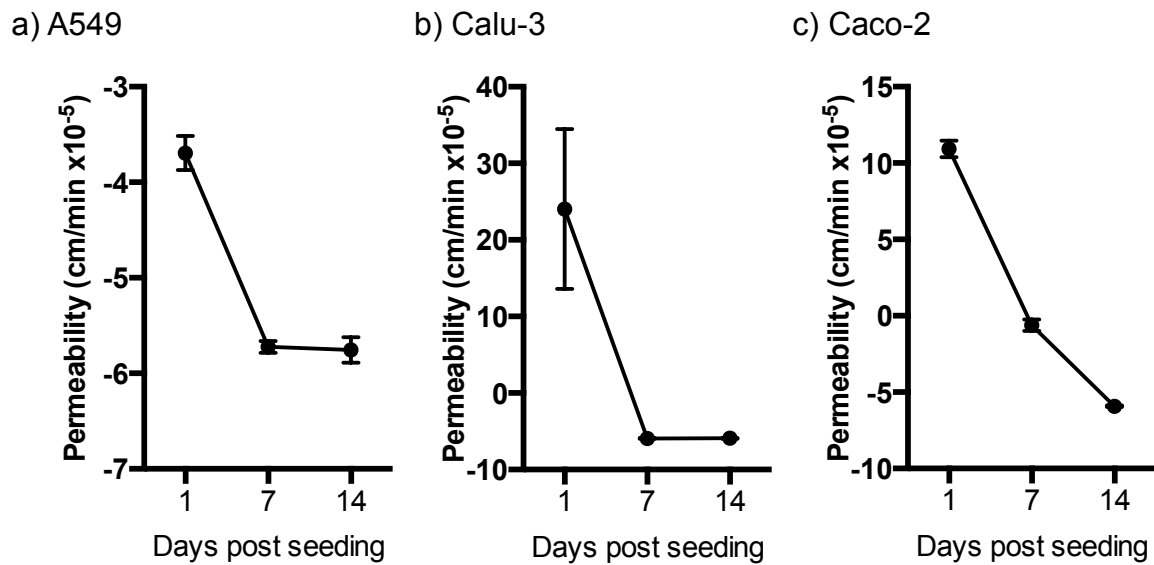 a) A549
Permeability (cm/min x10⁻⁵)
-3
-4
-5
-6
-7
1 7 14
Days post seeding
b) Calu-3
Permeability (cm/min x10⁻⁵)
40
30
20
10
0
-10
1 7 14
Days post seeding
c) Caco-2
Permeability (cm/min x10⁻⁵)
15
10
5
0
-5
-10
1 7 14
Days post seeding